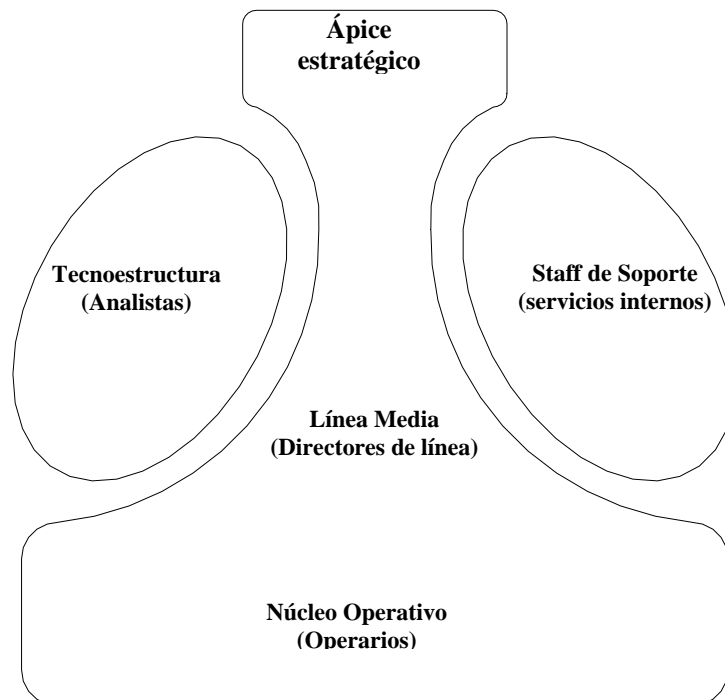 Ápice
estratégico
Tecnoestructura
(Analistas)
Staff de Soporte
(servicios internos)
Línea Media
(Directores de línea)
Núcleo Operativo
(Operarios)